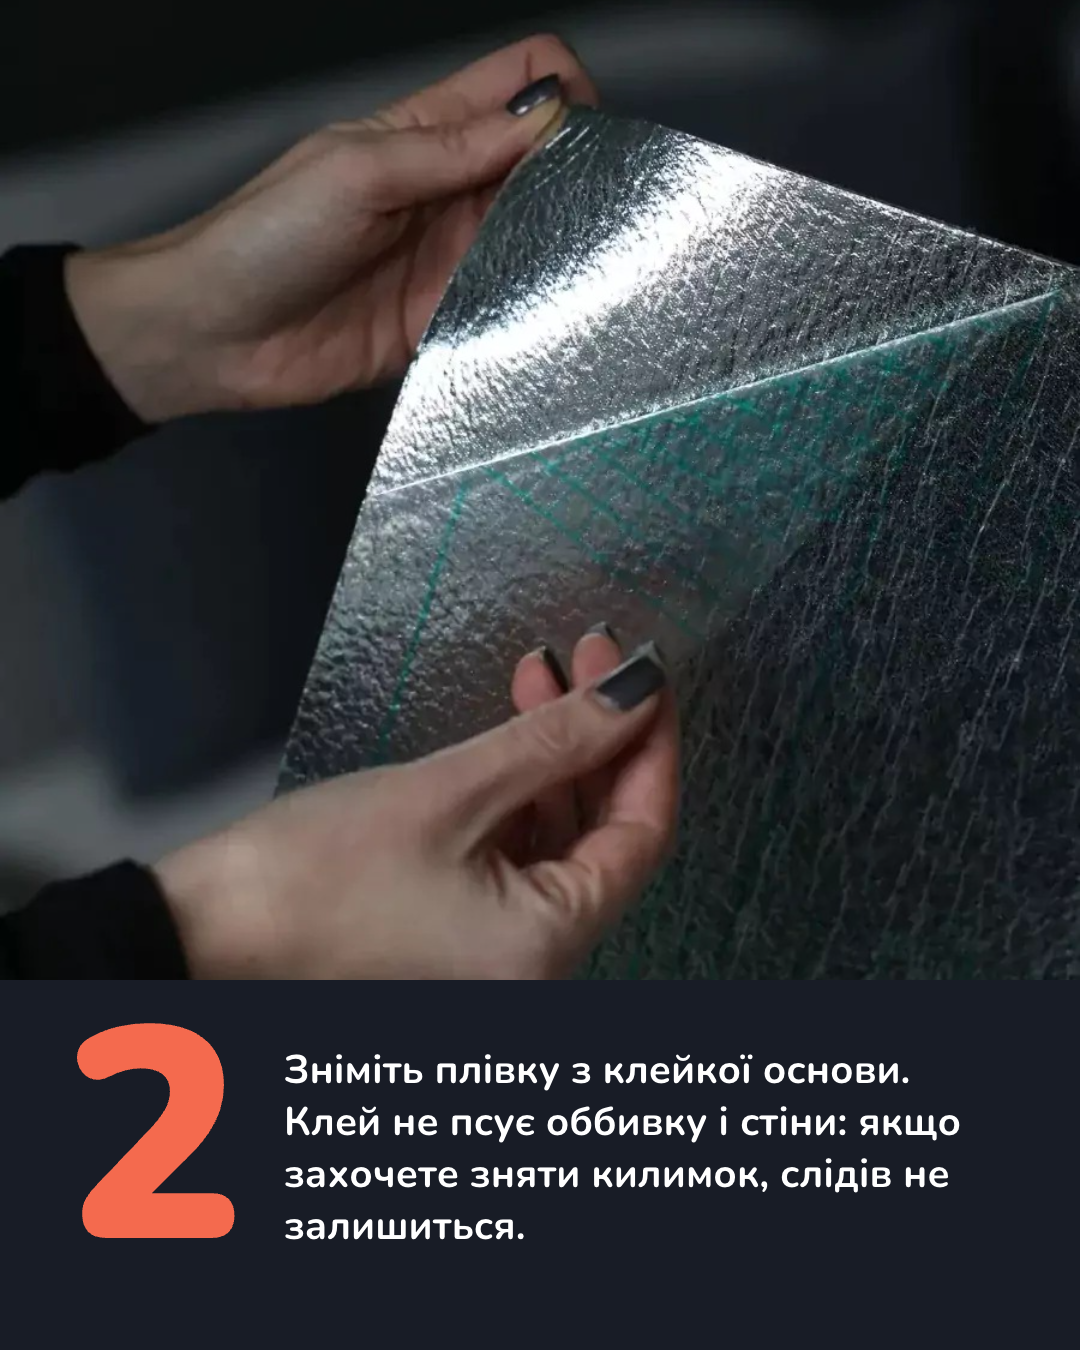 2
Зніміть плівку з клейкої основи.
Клей не псує оббивку і стіни: якщо
захочете зняти килимок, слідів не
залишиться.